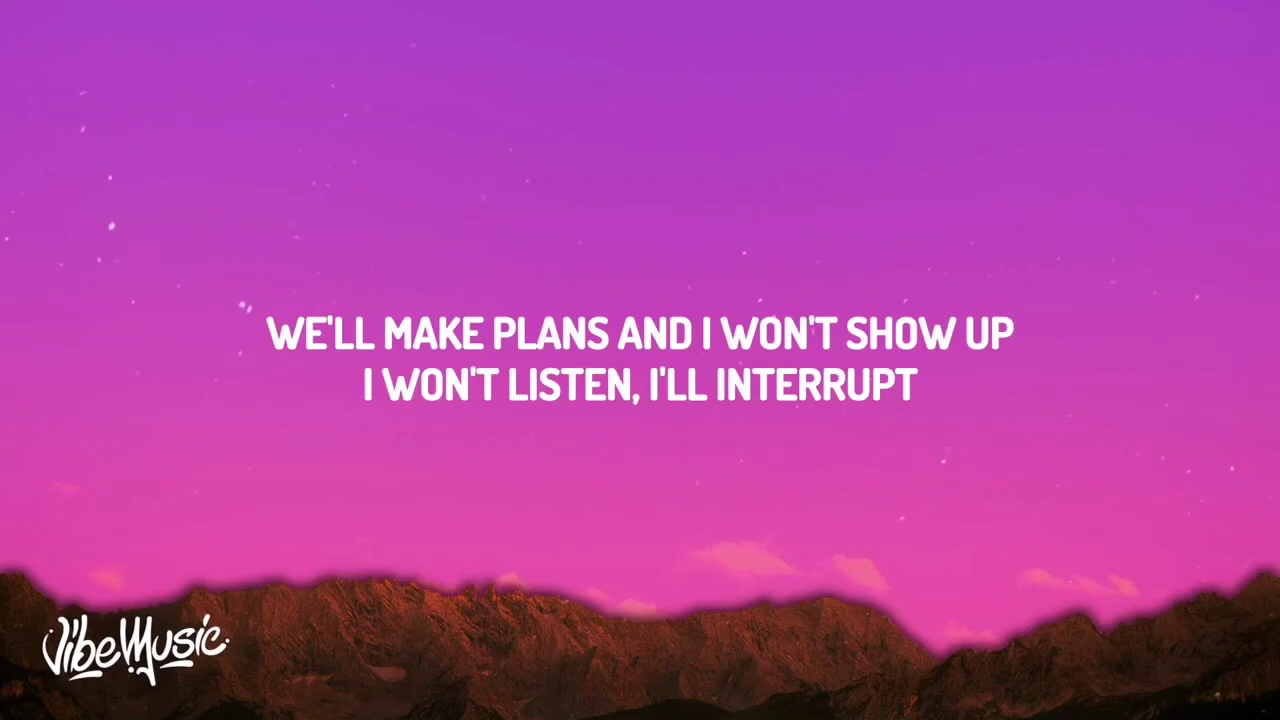 WE'LL MAKE PLANS AND I WON'T SHOW UP
I WON'T LISTEN, I'LL INTERRUPT
VibeMusic